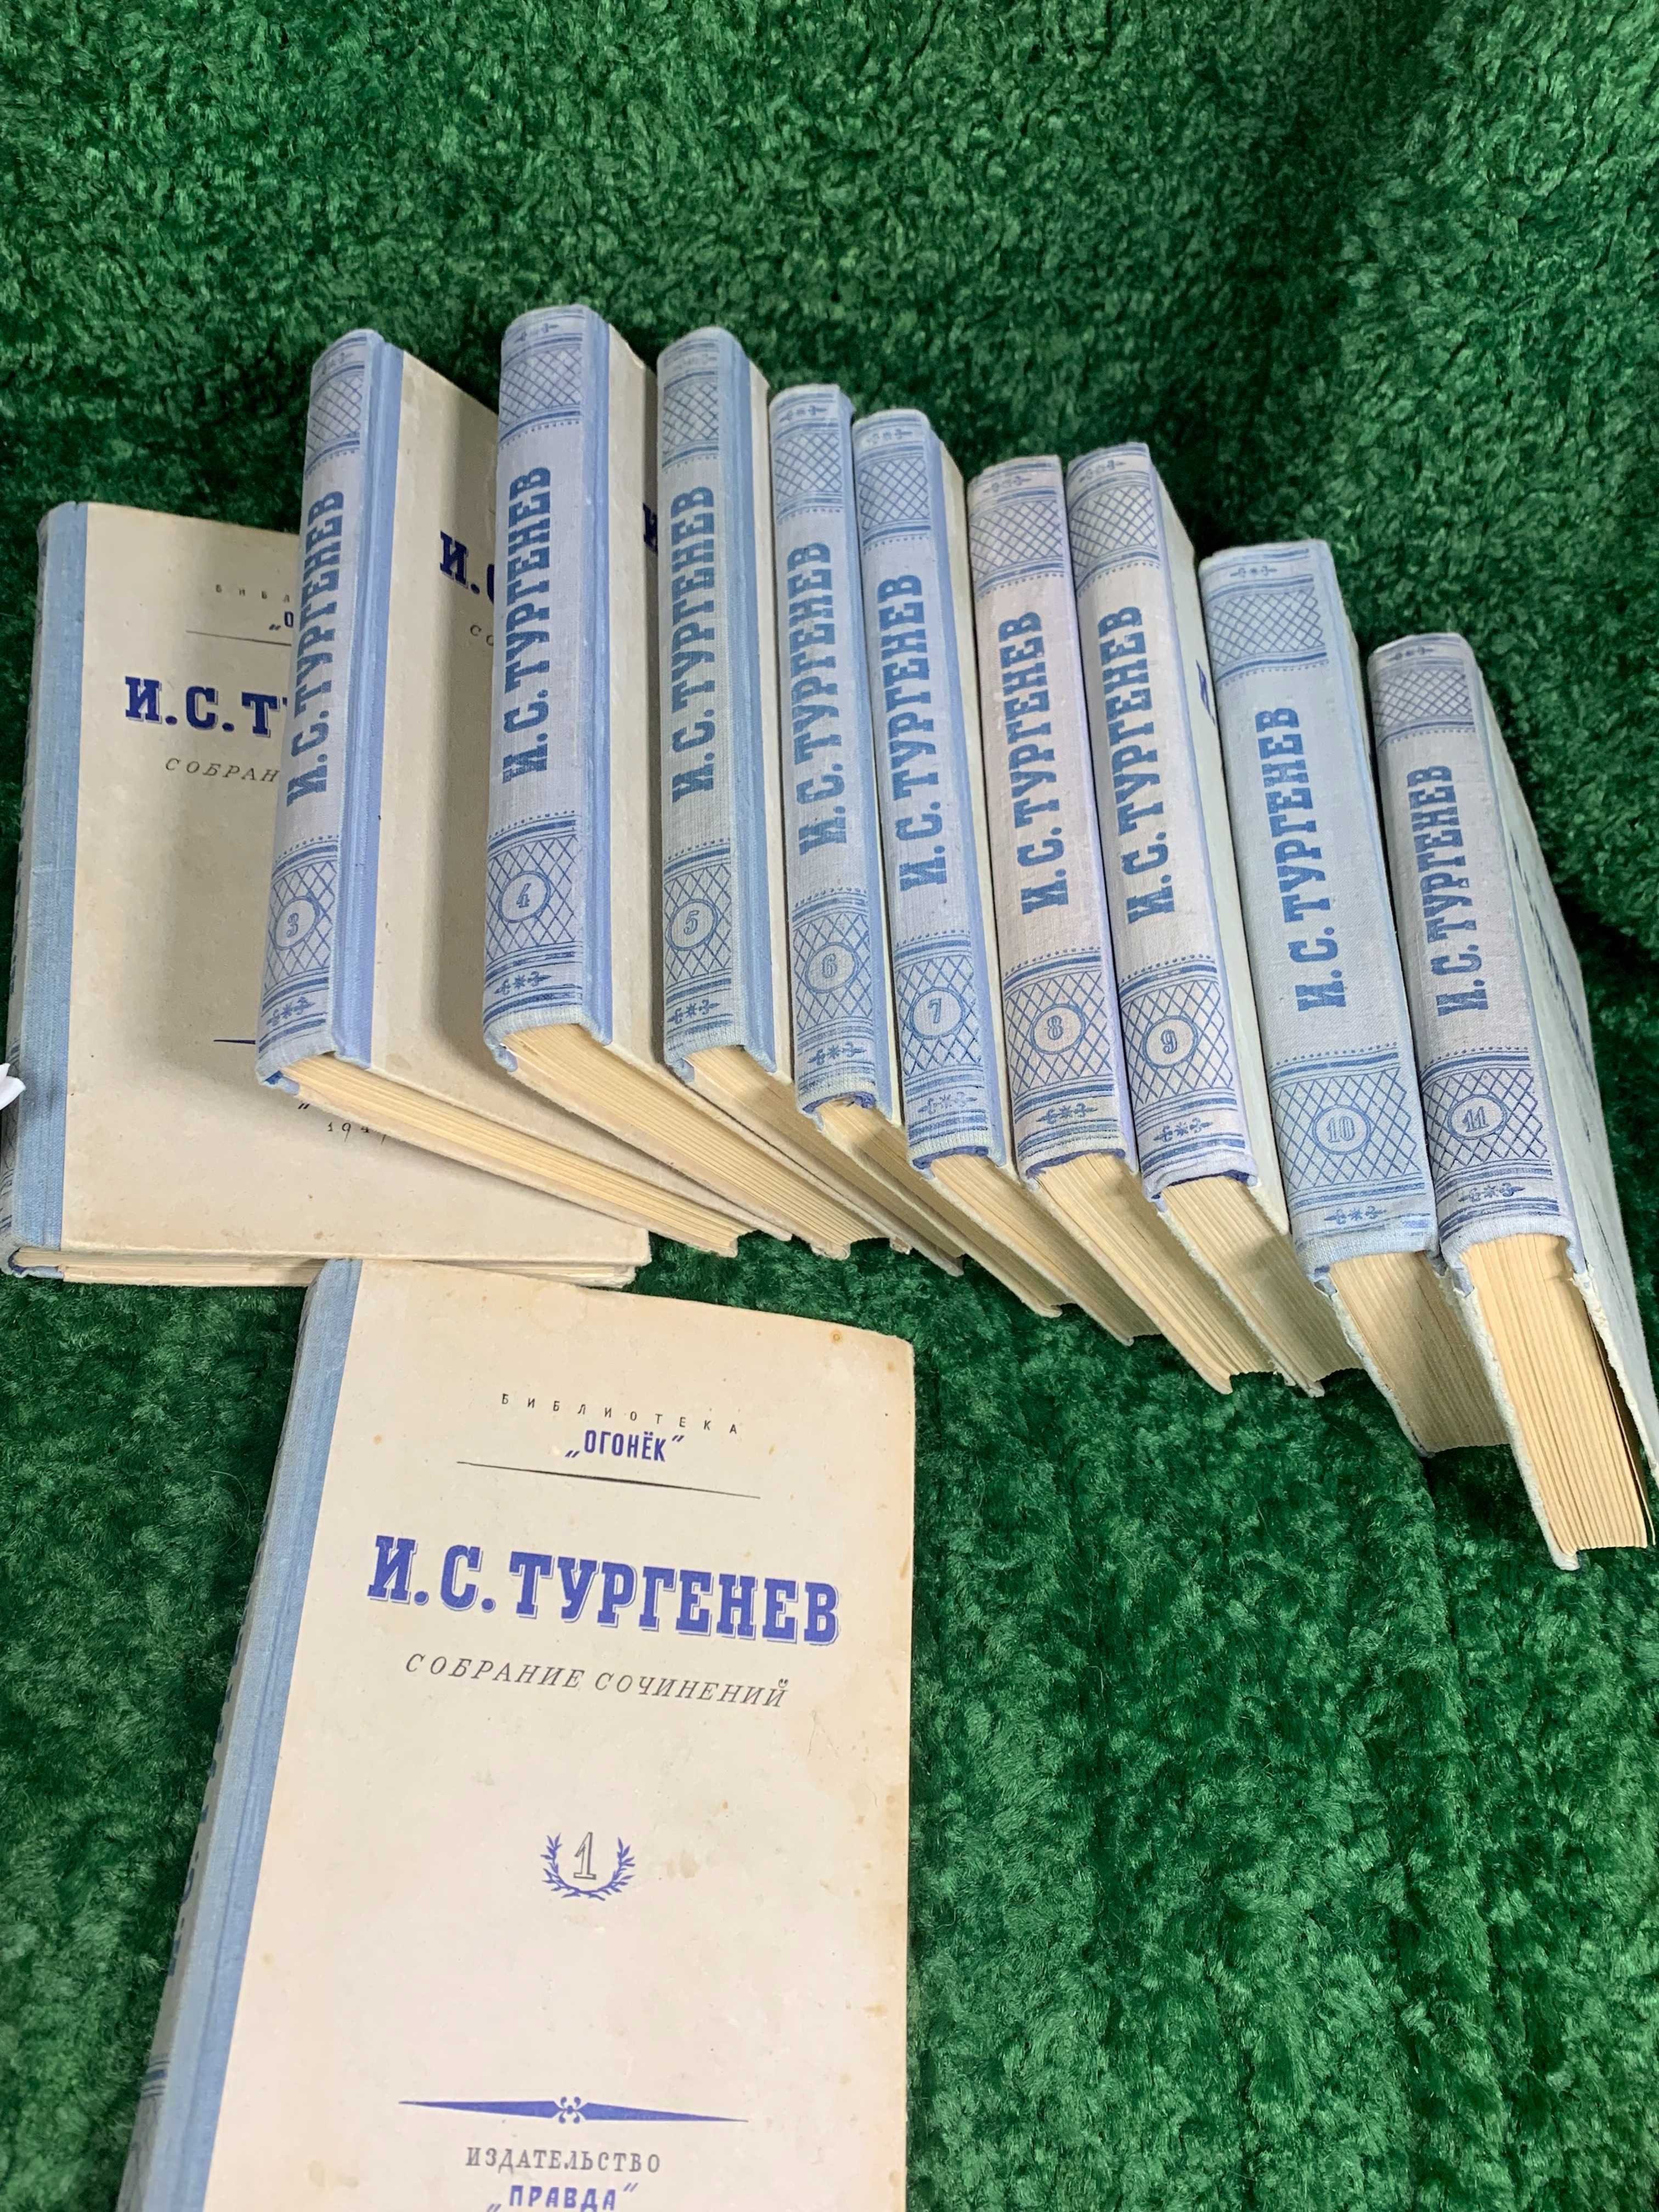 И. С. ТУРГЕНЕВ
3
И. С. ТУРГЕНЕВ
4
И. С. ТУРГЕНЕВ
5
И. С. ТУРГЕНЕВ
6
И. С. ТУРГЕНЕВ
7
И. С. ТУРГЕНЕВ
8
И. С. ТУРГЕНЕВ
9
И. С. ТУРГЕНЕВ
10
И. С. ТУРГЕНЕВ
11
И. С. Т
СОБРАН
БИБЛИОТЕКА
„ОГОНЁК"
И. С. ТУРГЕНЕВ
СОБРАНИЕ СОЧИНЕНИЙ
1
ИЗДАТЕЛЬСТВО
„ПРАВДА"